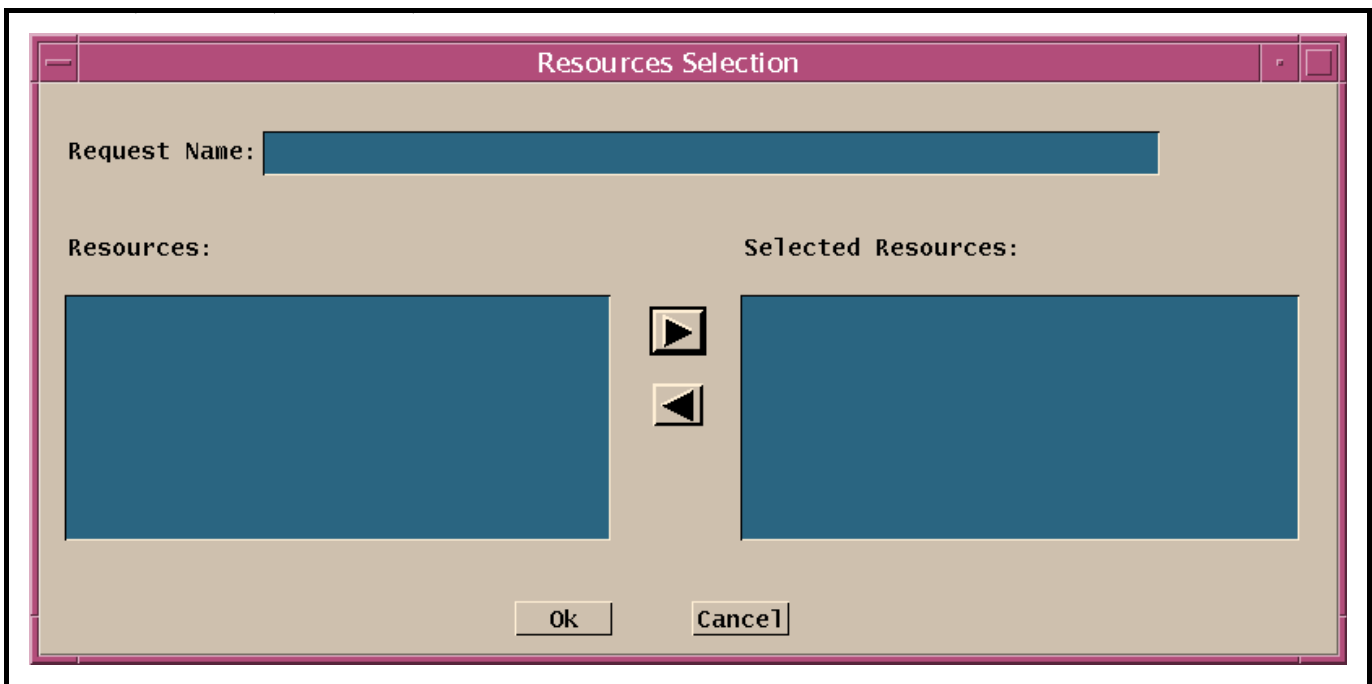 Resources Selection
Request Name:
Resources:
Selected Resources:
Ok
Cancel